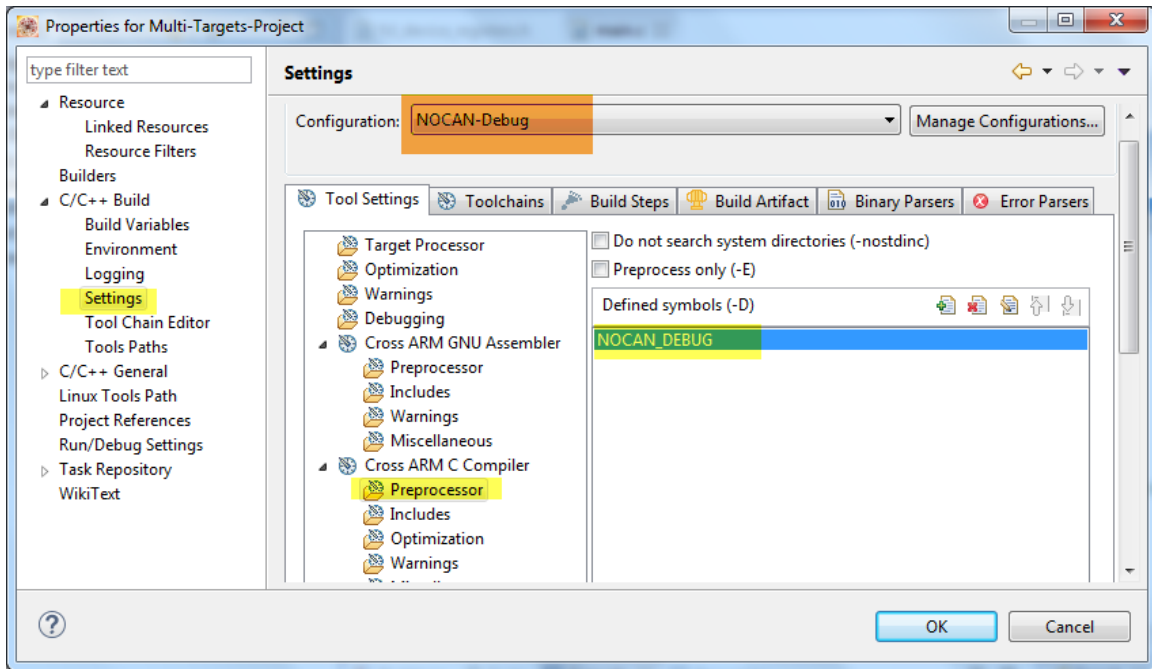 Properties for Multi-Targets-Project
type filter text
Resource
Linked Resources
Resource Filters
Builders
C/C++ Build
Build Variables
Environment
Logging
Settings
Tool Chain Editor
Tools Paths
C/C++ General
Linux Tools Path
Project References
Run/Debug Settings
Task Repository
WikiText
Settings
Configuration: NOCAN-Debug Manage Configurations...
Tool Settings Toolchains Build Steps Build Artifact Binary Parsers Error Parsers
Target Processor
Optimization
Warnings
Debugging
Cross ARM GNU Assembler
Preprocessor
Includes
Warnings
Miscellaneous
Cross ARM C Compiler
Preprocessor
Includes
Optimization
Warnings
Do not search system directories (-nostdinc)
Preprocess only (-E)
Defined symbols (-D)
NOCAN_DEBUG
OK Cancel